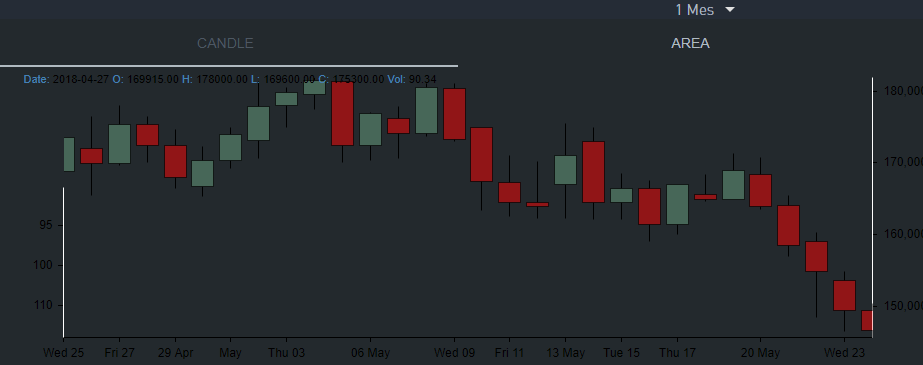 1 Mes
CANDLE AREA
Date: 2018-04-27 O: 169915.00 H: 178000.00 L: 169600.00 C: 175300.00 Vol: 90.34
180,000
170,000
95 160,000
100
110 150,000
Wed 25 Fri 27 29 Apr May Thu 03 06 May Wed 09 Fri 11 13 May Tue 15 Thu 17 20 May Wed 23